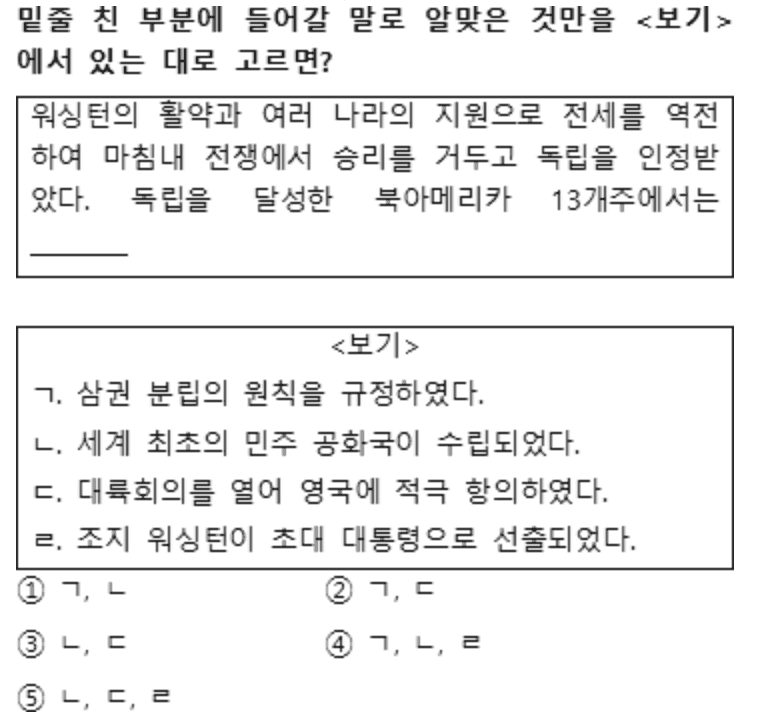 밑줄 친 부분에 들어갈 말로 알맞은 것만을 <보기>
에서 있는 대로 고르면?
워싱턴의 활약과 여러 나라의 지원으로 전세를 역전
하여 마침내 전쟁에서 승리를 거두고 독립을 인정받
았다. 독립을 달성한 북아메리카 13개주에서는
______
<보기>
ㄱ. 삼권 분립의 원칙을 규정하였다.
ㄴ. 세계 최초의 민주 공화국이 수립되었다.
ㄷ. 대륙회의를 열어 영국에 적극 항의하였다.
ㄹ. 조지 워싱턴이 초대 대통령으로 선출되었다.
① ㄱ, ㄴ ② ㄱ, ㄷ
③ ㄴ, ㄷ ④ ㄱ, ㄴ, ㄹ
⑤ ㄴ, ㄷ, ㄹ